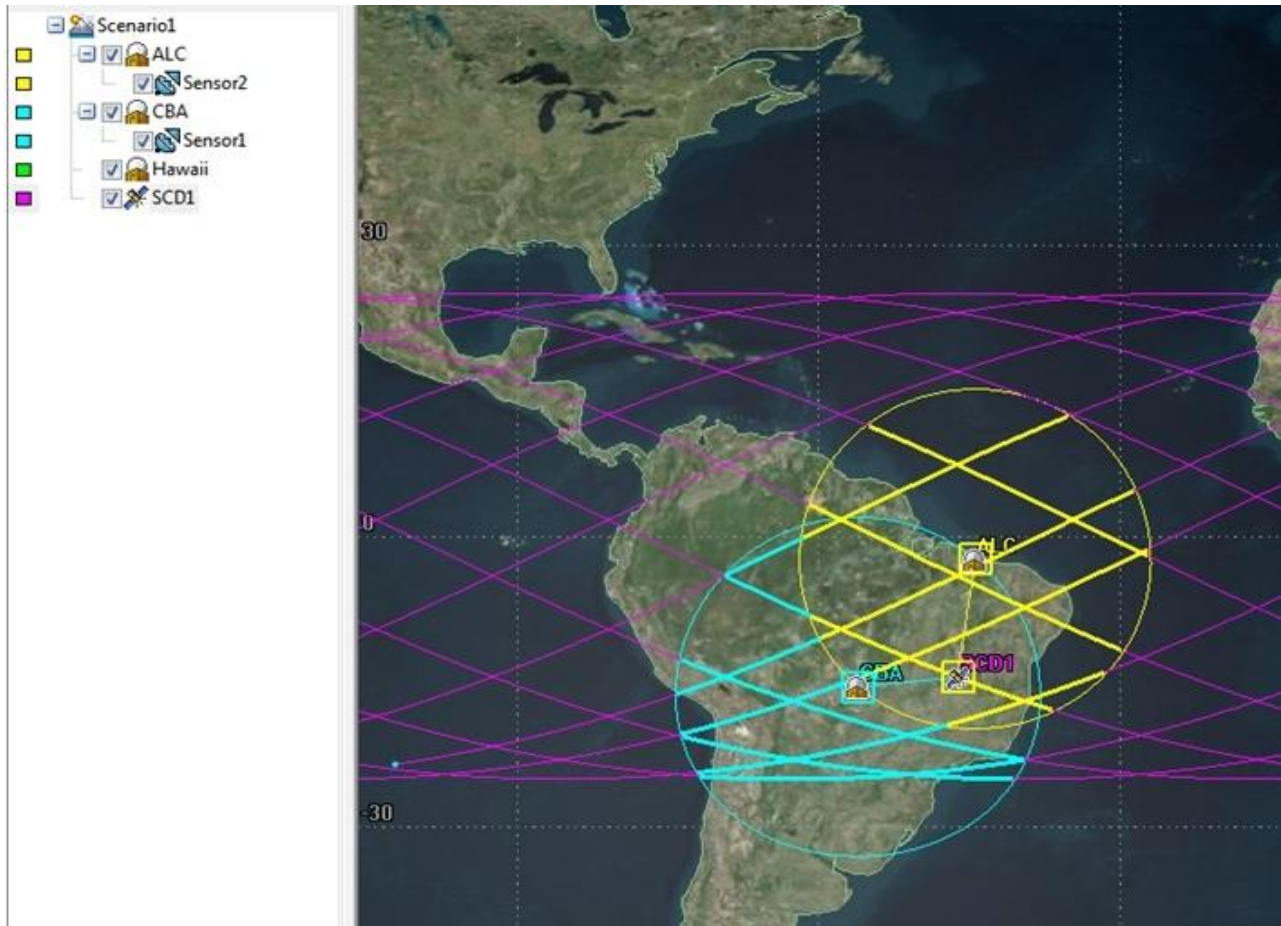 Scenario1
ALC
Sensor2
CBA
Sensor1
Hawaii
SCD1
30
0
ALC
CBA
SCD1
-30